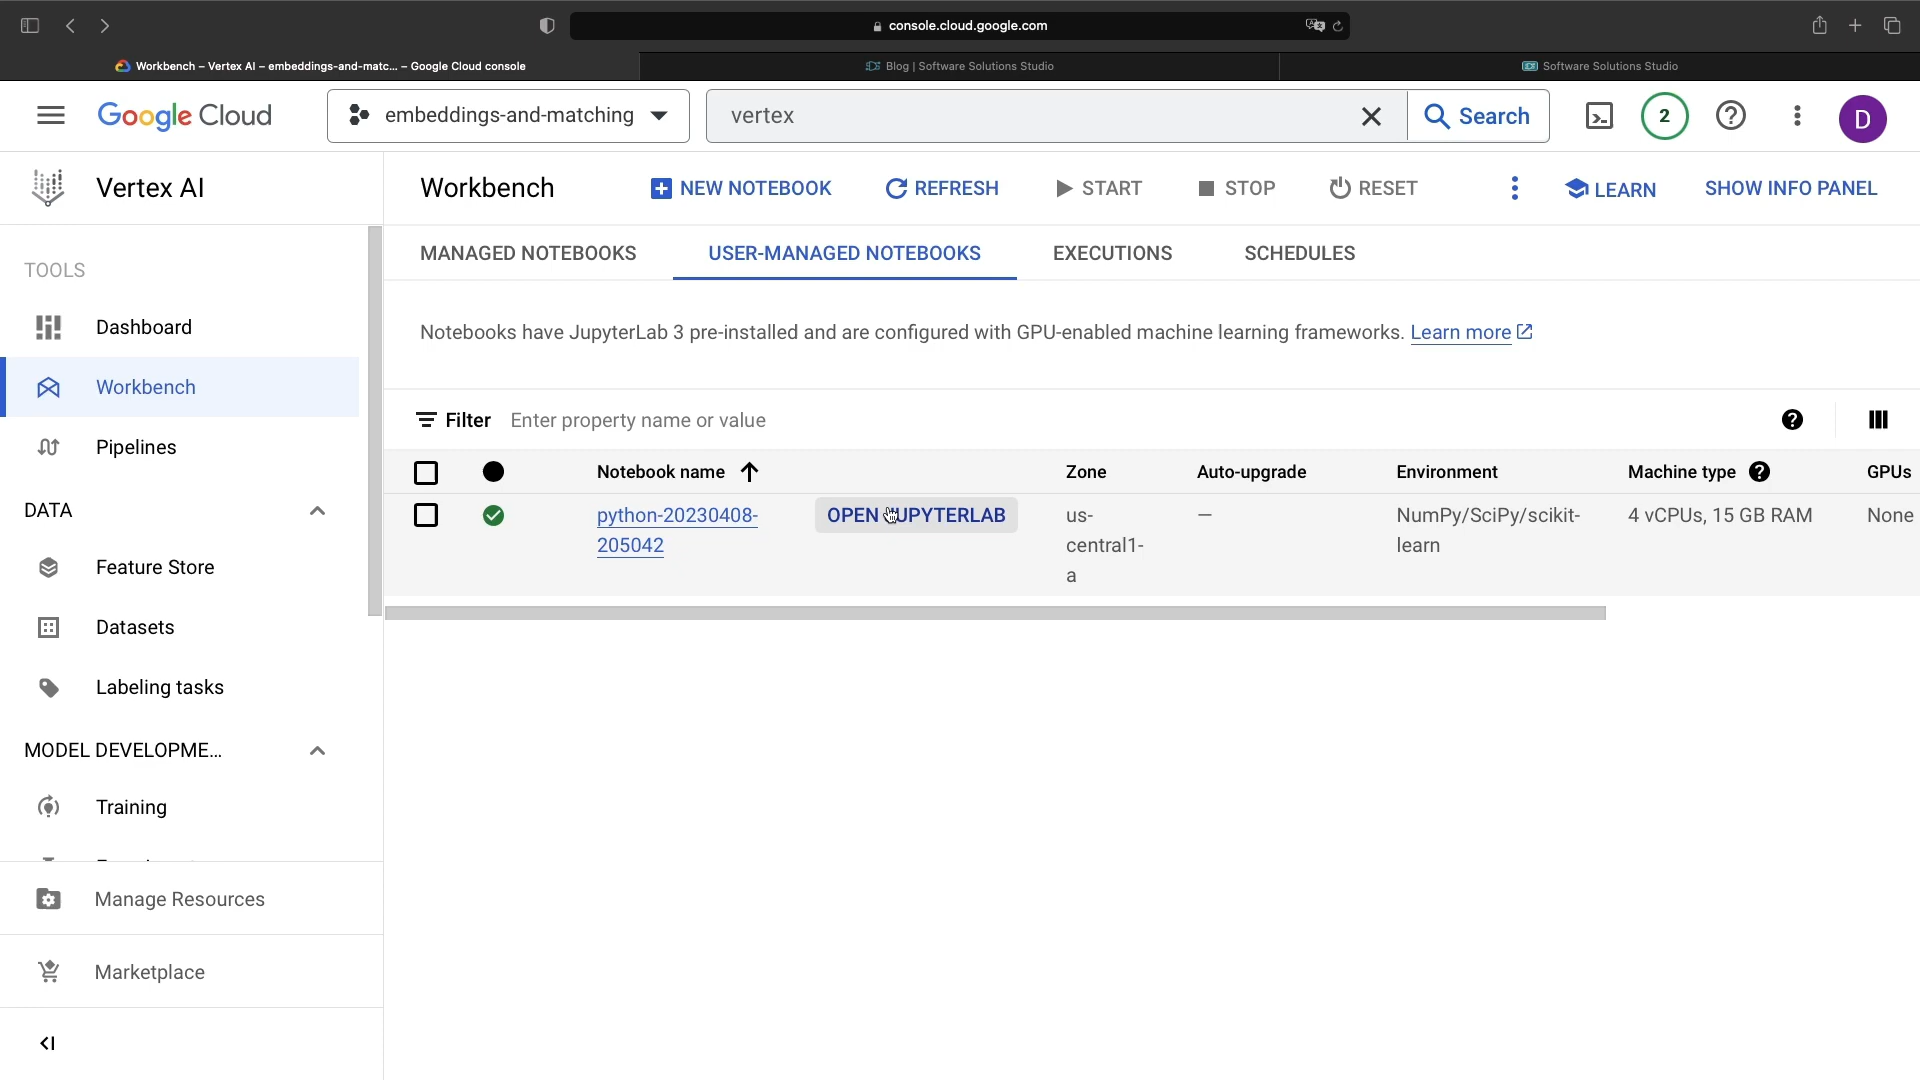 console.cloud.google.com
Workbench – Vertex AI – embeddings-and-matc... – Google Cloud console
Blog | Software Solutions Studio
Software Solutions Studio
Google Cloud
embeddings-and-matching
vertex
Search
2
D
Vertex AI
Workbench
NEW NOTEBOOK
REFRESH
START
STOP
RESET
LEARN
SHOW INFO PANEL
MANAGED NOTEBOOKS
USER-MANAGED NOTEBOOKS
EXECUTIONS
SCHEDULES
TOOLS
Dashboard
Workbench
Pipelines
DATA
Feature Store
Datasets
Labeling tasks
MODEL DEVELOPME...
Training
Manage Resources
Marketplace
Notebooks have JupyterLab 3 pre-installed and are configured with GPU-enabled machine learning frameworks. Learn more
Filter Enter property name or value
Notebook name Zone Auto-upgrade Environment Machine type GPUs
python-20230408-
205042
OPEN JUPYTERLAB
us-
central1-
a
—
NumPy/SciPy/scikit-
learn
4 vCPUs, 15 GB RAM
None